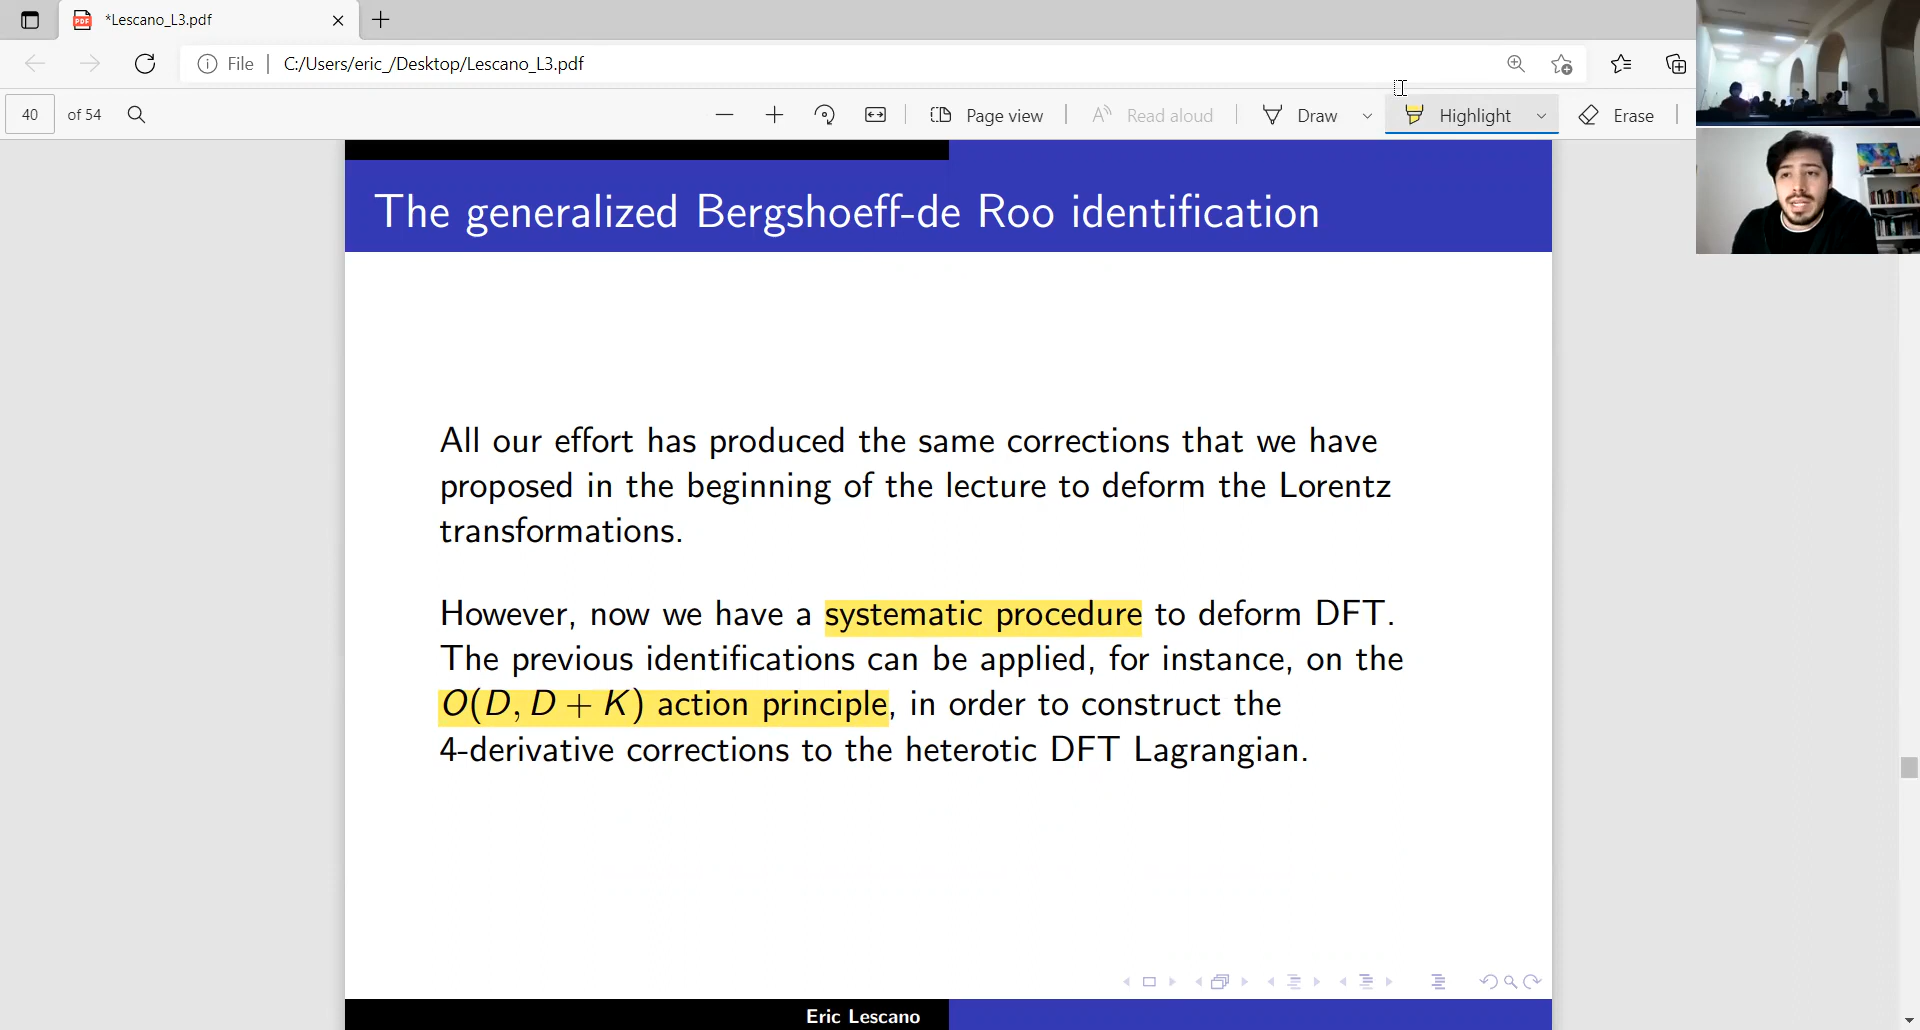 *Lescano_L3.pdf
File | C:/Users/eric_/Desktop/Lescano_L3.pdf
40 of 54 Page view Read aloud Draw Highlight Erase
The generalized Bergshoeff-de Roo identification
All our effort has produced the same corrections that we have
proposed in the beginning of the lecture to deform the Lorentz
transformations.
However, now we have a systematic procedure to deform DFT.
The previous identifications can be applied, for instance, on the
O(D, D + K) action principle, in order to construct the
4-derivative corrections to the heterotic DFT Lagrangian.
Eric Lescano